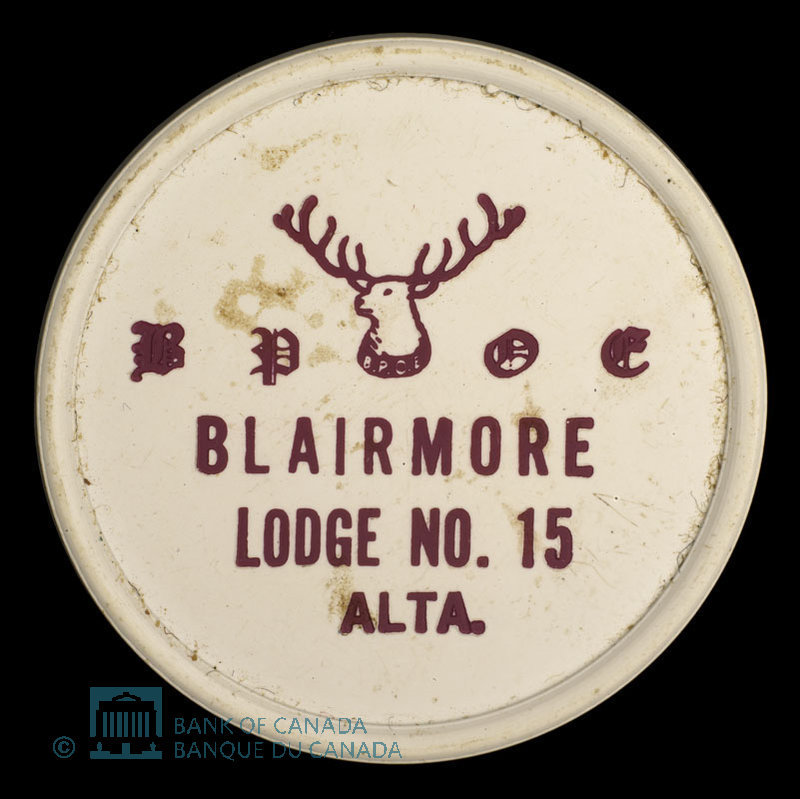 B P O E
B.P.O.E
BLAIRMORE
LODGE NO. 15
ALTA.
© BANK OF CANADA
BANQUE DU CANADA